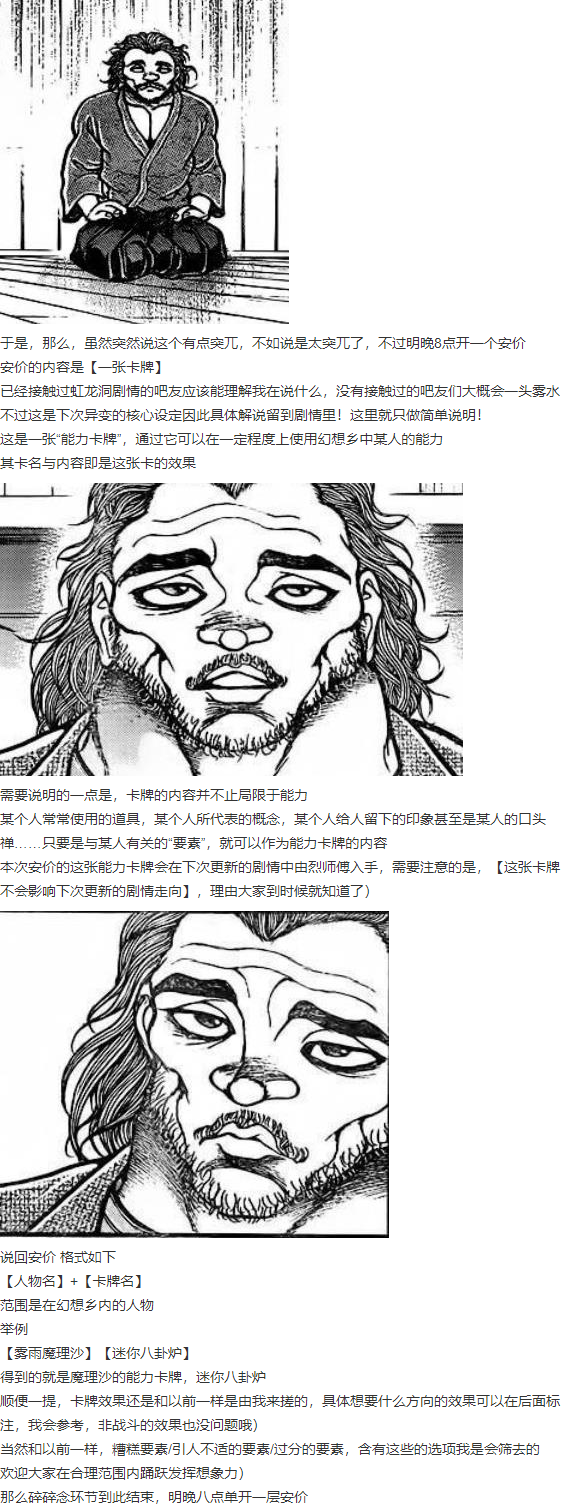 于是，那么，虽然突然说这个有点突兀，不如说是太突兀了，不过明晚8点开一个安价
安价的内容是【一张卡牌】
已经接触过虹龙洞剧情的吧友应该能理解我在说什么，没有接触过的吧友们大概会一头雾水
不过这是下次异变的核心设定因此具体解说留到剧情里！这里就只做简单说明！
这是一张“能力卡牌”，通过它可以在一定程度上使用幻想乡中某人的能力
其卡名与内容即是这张卡的效果
需要说明的一点是，卡牌的内容并不止局限于能力
某个人常常使用的道具，某个人所代表的概念，某个人给人留下的印象甚至是某人的口头
禅……只要是与某人有关的“要素”，就可以作为能力卡牌的内容
本次安价的这张能力卡牌会在下次更新的剧情中由烈师傅入手，需要注意的是，【这张卡牌
不会影响下次更新的剧情走向】，理由大家到时候就知道了）
说回安价 格式如下
【人物名】+【卡牌名】
范围是在幻想乡内的人物
举例
【雾雨魔理沙】【迷你八卦炉】
得到的就是魔理沙的能力卡牌，迷你八卦炉
顺便一提，卡牌效果还是和以前一样是由我来搓的，具体想要什么方向的效果可以在后面标
注，我会参考，非战斗的效果也没问题哦）
当然和以前一样，糟糕要素/引人不适的要素/过分的要素，含有这些的选项我是会筛去的
欢迎大家在合理范围内踊跃发挥想象力）
那么碎碎念环节到此结束，明晚八点单开一层安价